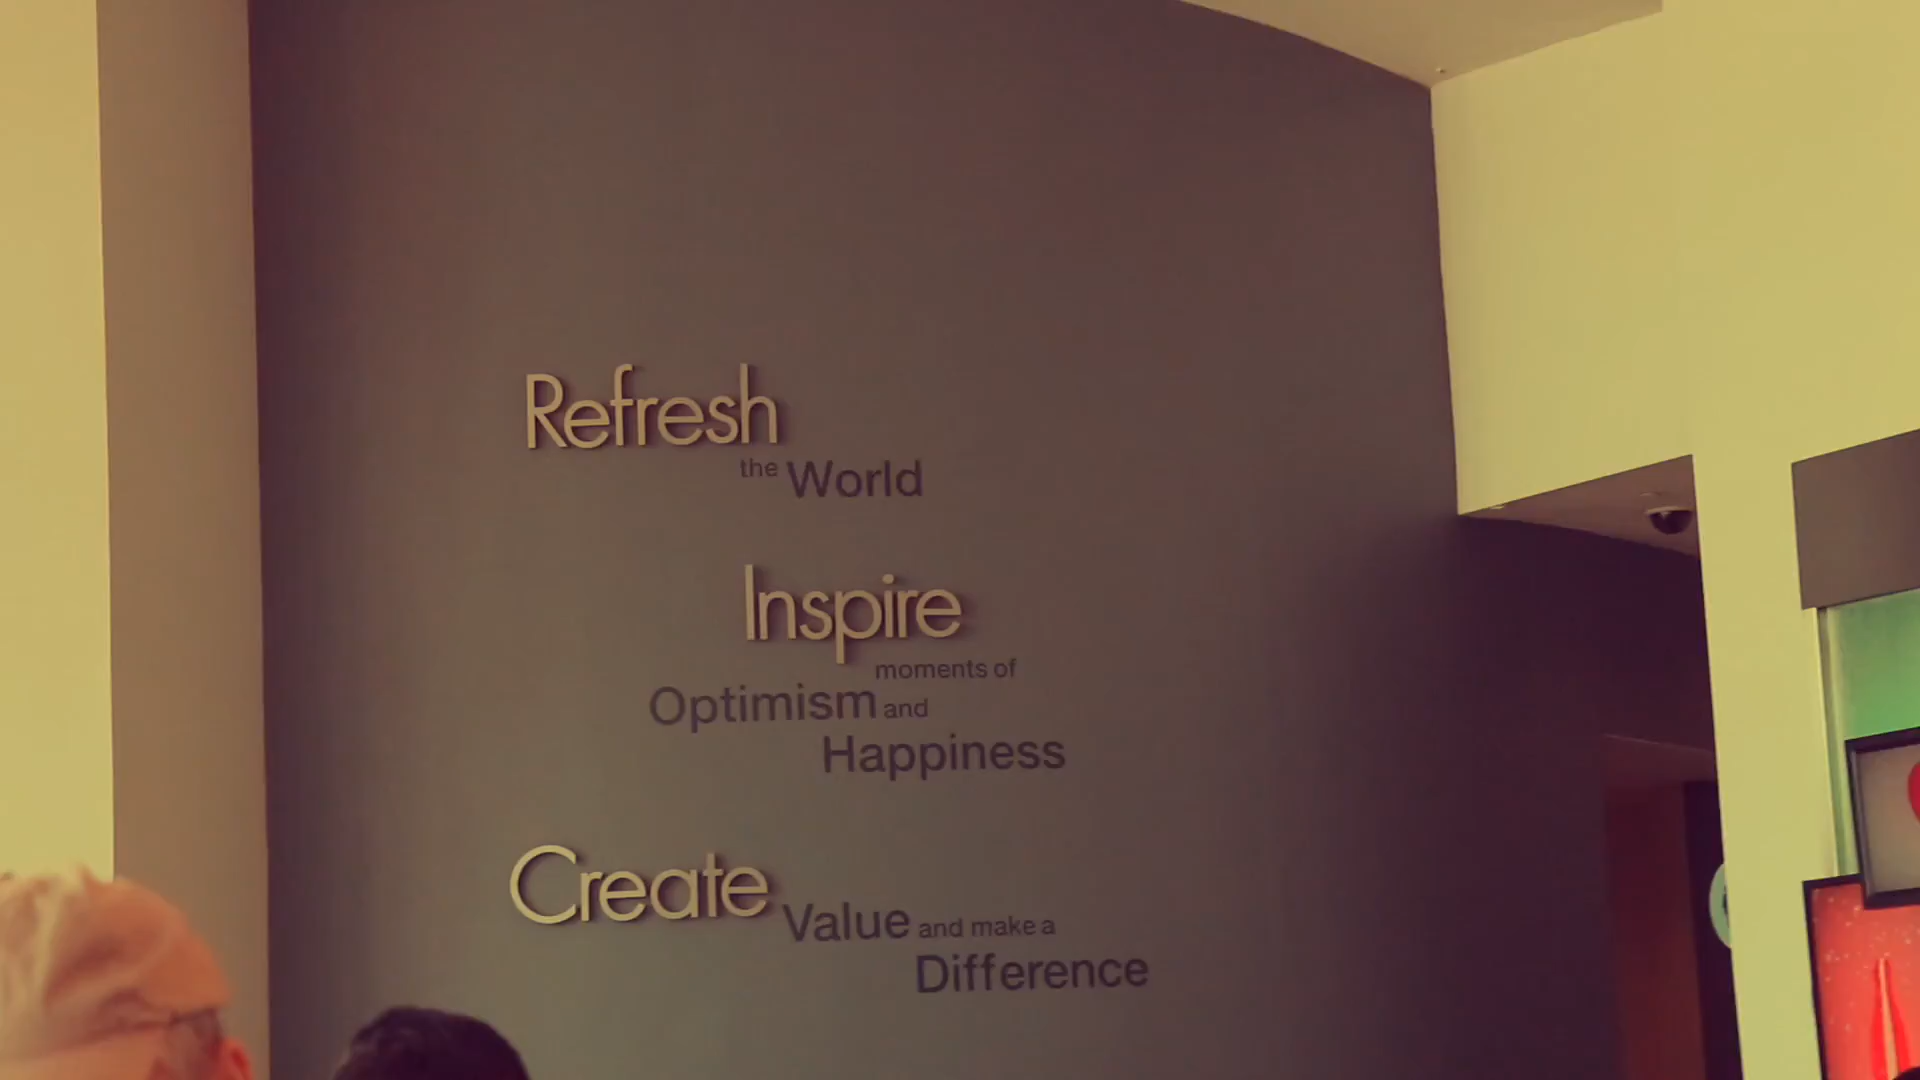 Refresh
the World
Inspire
moments of
Optimism and
Happiness
Create
Value and make a
Difference